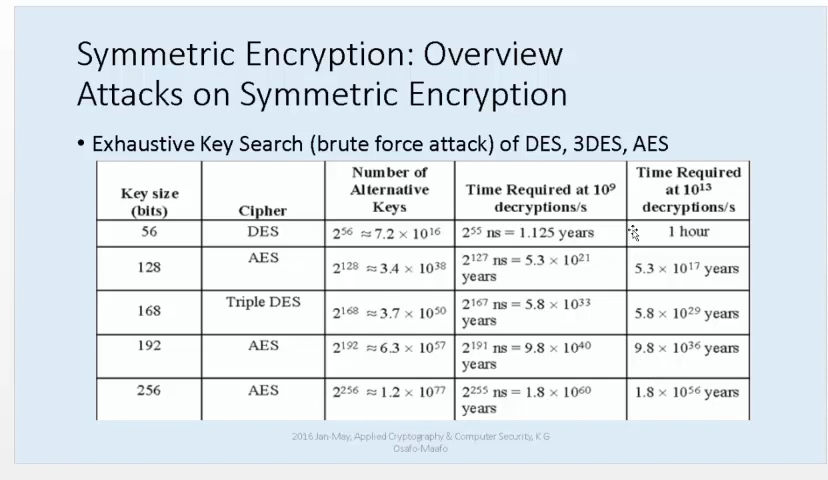 Symmetric Encryption: Overview
Attacks on Symmetric Encryption
• Exhaustive Key Search (brute force attack) of DES, 3DES, AES
Key size (bits) Cipher Number of Alternative Keys Time Required at 10⁹ decryptions/s Time Required at 10¹³ decryptions/s
56 DES 2⁵⁶ ≈ 7.2 × 10¹⁶ 2⁵⁵ ns = 1.125 years 1 hour
128 AES 2¹²⁸ ≈ 3.4 × 10³⁸ 2¹²⁷ ns = 5.3 × 10²¹ years 5.3 × 10¹⁷ years
168 Triple DES 2¹⁶⁸ ≈ 3.7 × 10⁵⁰ 2¹⁶⁷ ns = 5.8 × 10³³ years 5.8 × 10²⁹ years
192 AES 2¹⁹² ≈ 6.3 × 10⁵⁷ 2¹⁹¹ ns = 9.8 × 10⁴⁰ years 9.8 × 10³⁶ years
256 AES 2²⁵⁶ ≈ 1.2 × 10⁷⁷ 2²⁵⁵ ns = 1.8 × 10⁶⁰ years 1.8 × 10⁵⁶ years
2016 Jan-May, Applied Cryptography & Computer Security, K G
Osafo-Maafo